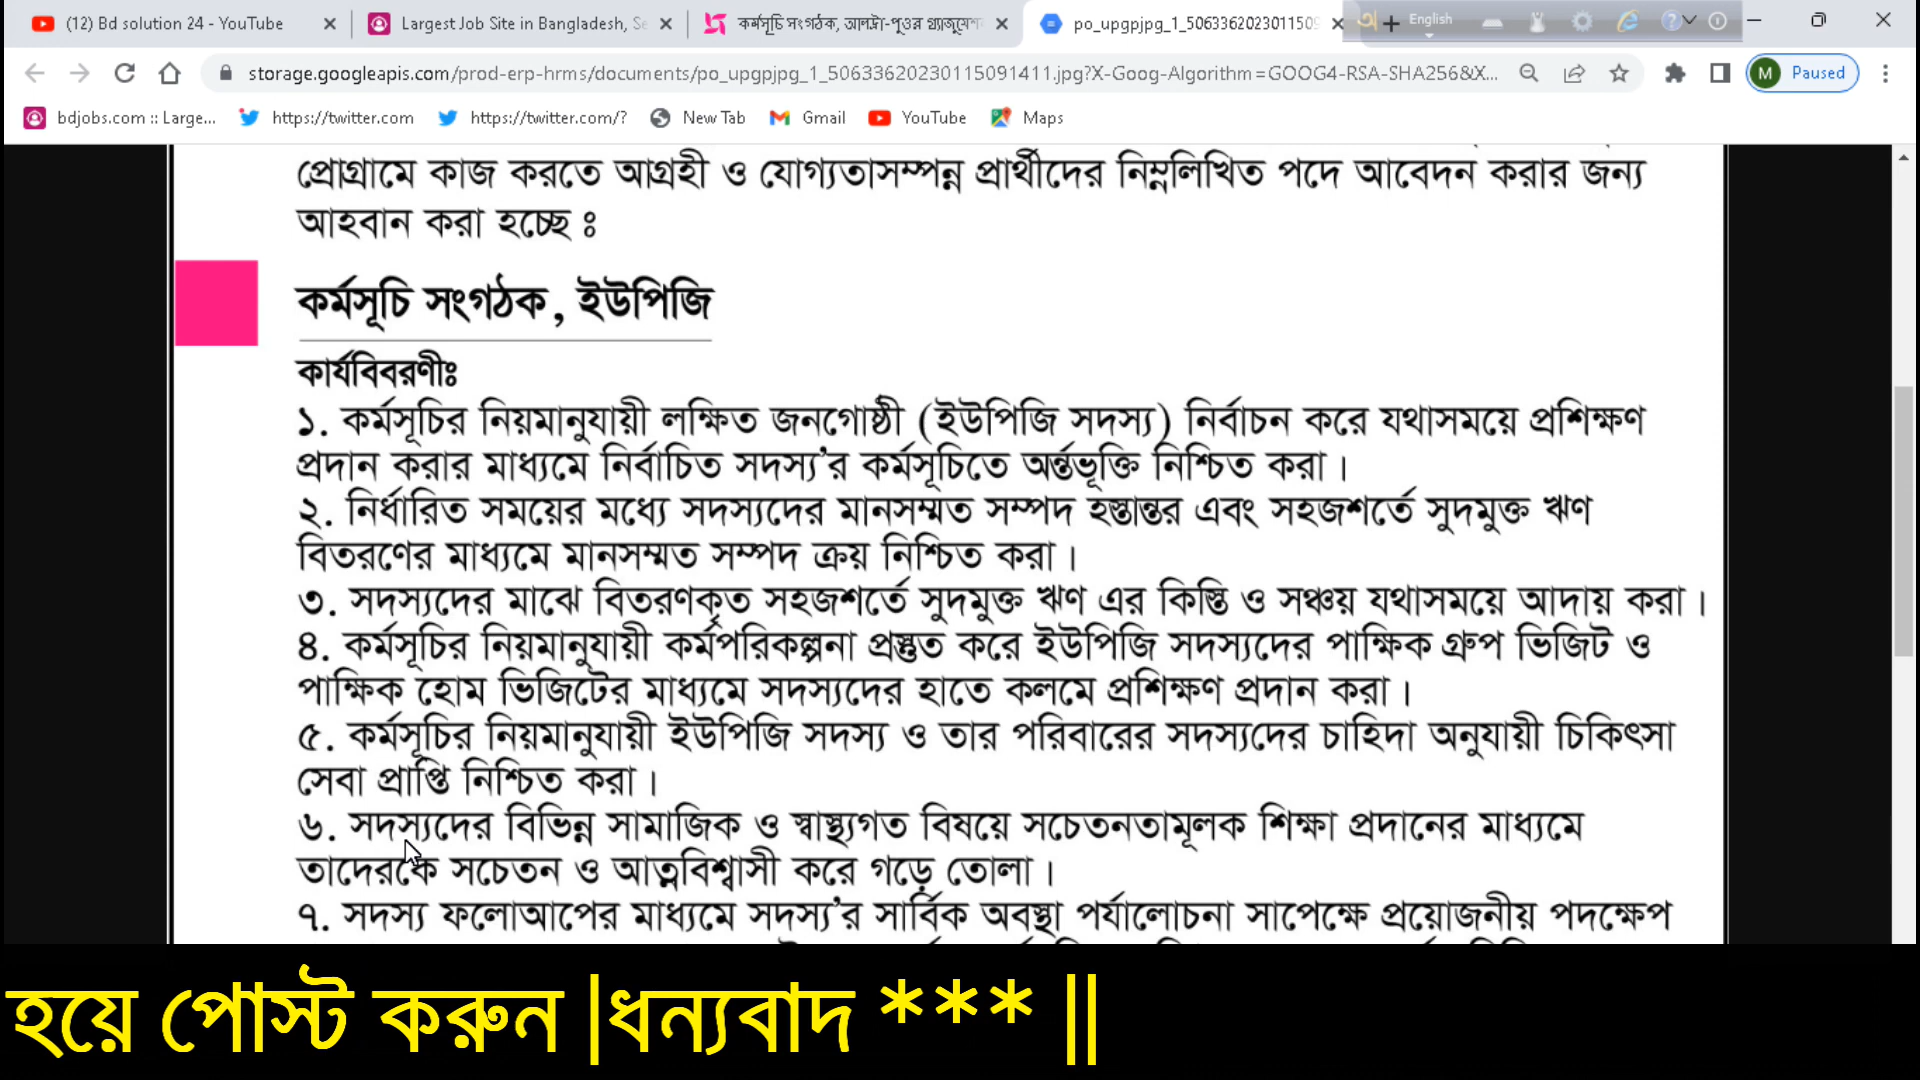 (12) Bd solution 24 - YouTube
Largest Job Site in Bangladesh, Se
কর্মসূচি সংগঠক, আলট্রা-পুওর গ্র্যাজুয়েশন
po_upgpjpg_1_5063362023011509
English
storage.googleapis.com/prod-erp-hrms/documents/po_upgpjpg_1_50633620230115091411.jpg?X-Goog-Algorithm=GOOG4-RSA-SHA256&X...
M Paused
bdjobs.com :: Large...
https://twitter.com
https://twitter.com/?
New Tab
Gmail
YouTube
Maps
প্রোগ্রামে কাজ করতে আগ্রহী ও যোগ্যতাসম্পন্ন প্রার্থীদের নিম্নলিখিত পদে আবেদন করার জন্য
আহবান করা হচ্ছে ঃ
কর্মসূচি সংগঠক, ইউপিজি
কার্যবিবরণীঃ
১. কর্মসূচির নিয়মানুযায়ী লক্ষিত জনগোষ্ঠী (ইউপিজি সদস্য) নির্বাচন করে যথাসময়ে প্রশিক্ষণ
প্রদান করার মাধ্যমে নির্বাচিত সদস্য'র কর্মসূচিতে অর্ন্তভূক্তি নিশ্চিত করা।
২. নির্ধারিত সময়ের মধ্যে সদস্যদের মানসম্মত সম্পদ হস্তান্তর এবং সহজশর্তে সুদমুক্ত ঋণ
বিতরণের মাধ্যমে মানসম্মত সম্পদ ক্রয় নিশ্চিত করা।
৩. সদস্যদের মাঝে বিতরণকৃত সহজশর্তে সুদমুক্ত ঋণ এর কিস্তি ও সঞ্চয় যথাসময়ে আদায় করা।
৪. কর্মসূচির নিয়মানুযায়ী কর্মপরিকল্পনা প্রস্তুত করে ইউপিজি সদস্যদের পাক্ষিক গ্রুপ ভিজিট ও
পাক্ষিক হোম ভিজিটের মাধ্যমে সদস্যদের হাতে কলমে প্রশিক্ষণ প্রদান করা।
৫. কর্মসূচির নিয়মানুযায়ী ইউপিজি সদস্য ও তার পরিবারের সদস্যদের চাহিদা অনুযায়ী চিকিৎসা
সেবা প্রাপ্তি নিশ্চিত করা।
৬. সদস্যদের বিভিন্ন সামাজিক ও স্বাস্থ্যগত বিষয়ে সচেতনতামূলক শিক্ষা প্রদানের মাধ্যমে
তাদেরকে সচেতন ও আত্নবিশ্বাসী করে গড়ে তোলা।
৭. সদস্য ফলোআপের মাধ্যমে সদস্য'র সার্বিক অবস্থা পর্যালোচনা সাপেক্ষে প্রয়োজনীয় পদক্ষেপ
হয়ে পোস্ট করুন |ধন্যবাদ *** ||